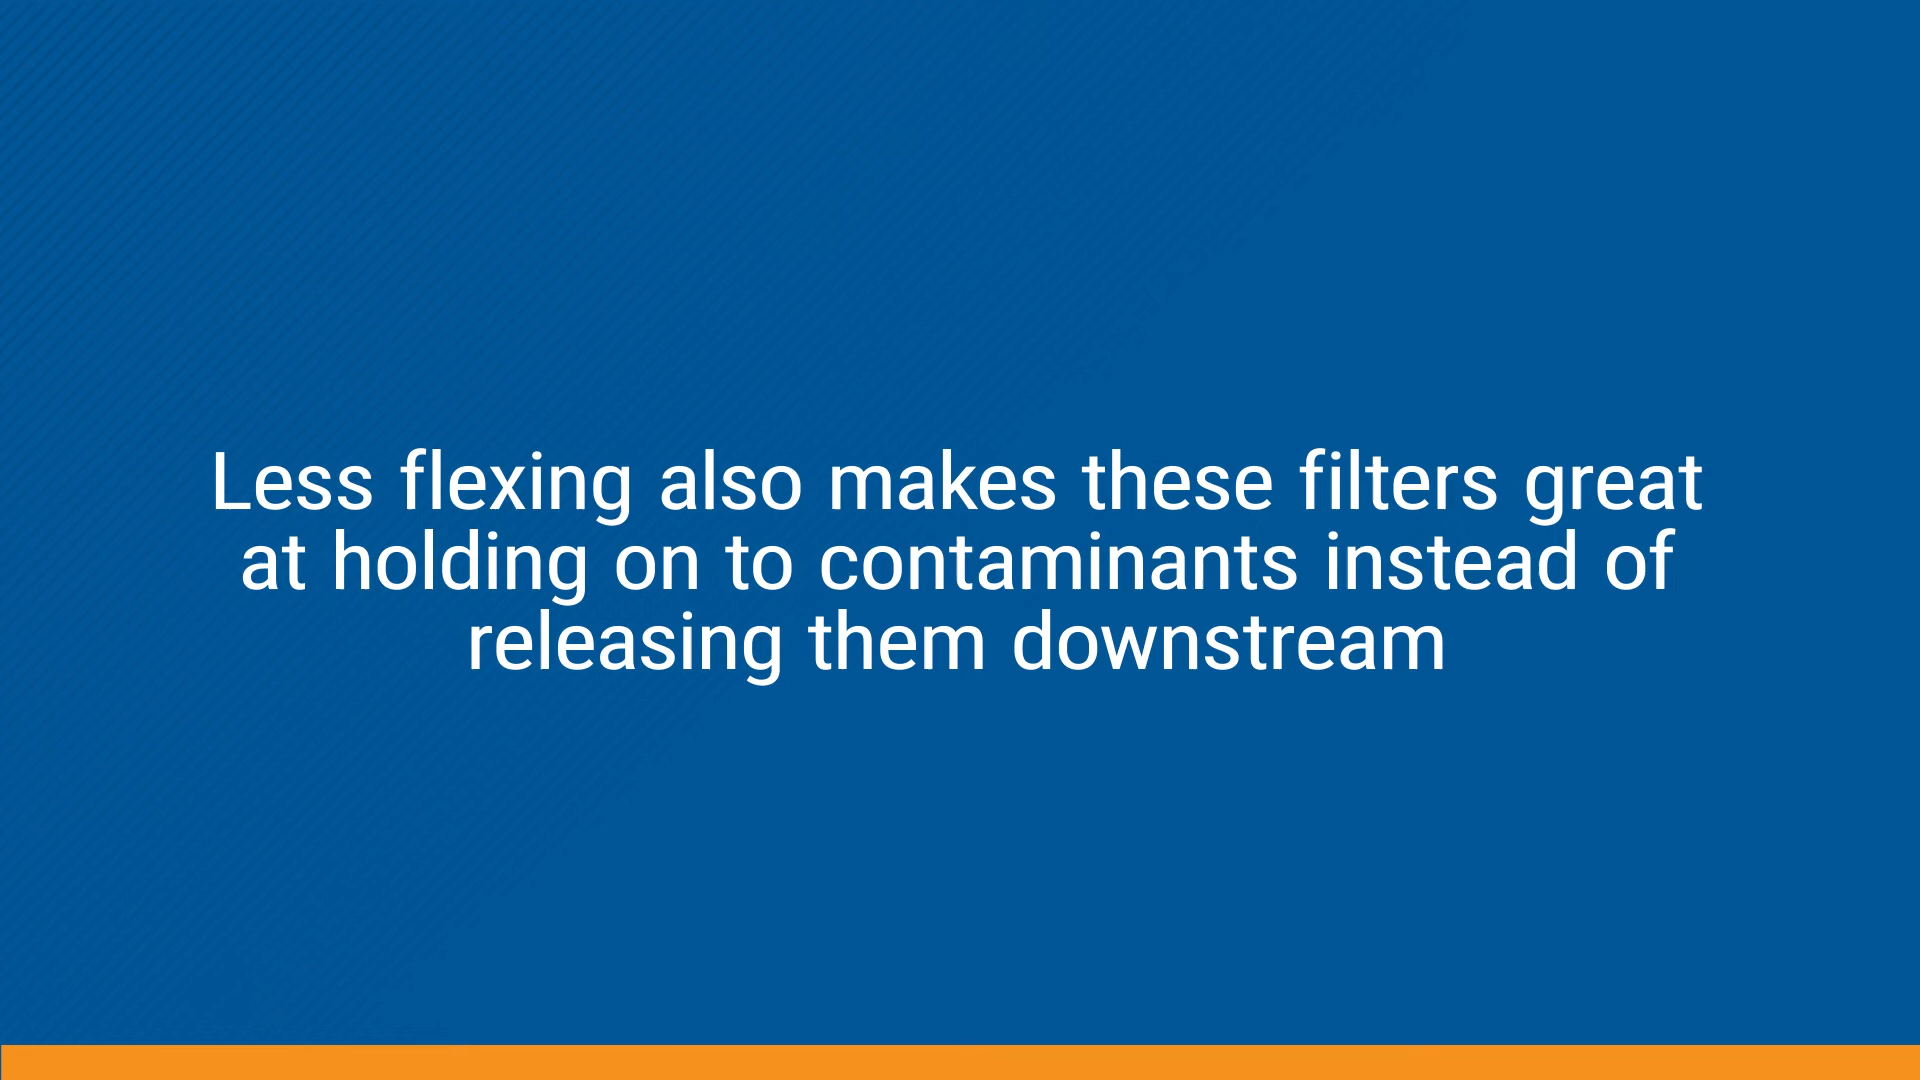 Less flexing also makes these filters great
at holding on to contaminants instead of
releasing them downstream